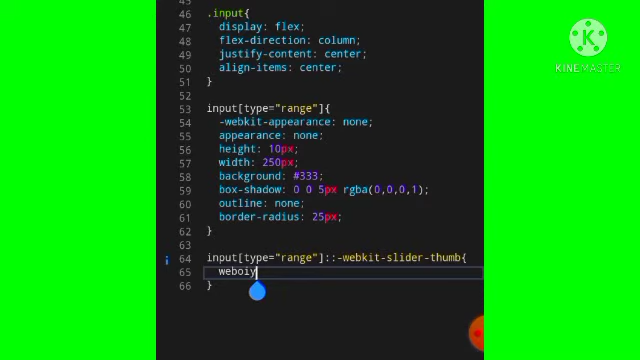 45
46 .input{
47 display: flex;
48 flex-direction: column;
49 justify-content: center;
50 align-items: center;
51 }
52
53 input[type="range"]{
54 -webkit-appearance: none;
55 appearance: none;
56 height: 10px;
57 width: 250px;
58 background: #333;
59 box-shadow: 0 0 5px rgba(0,0,0,1);
60 outline: none;
61 border-radius: 25px;
62 }
63
64 input[type="range"]::-webkit-slider-thumb{
65 weboiy
66 }
KINEMASTER